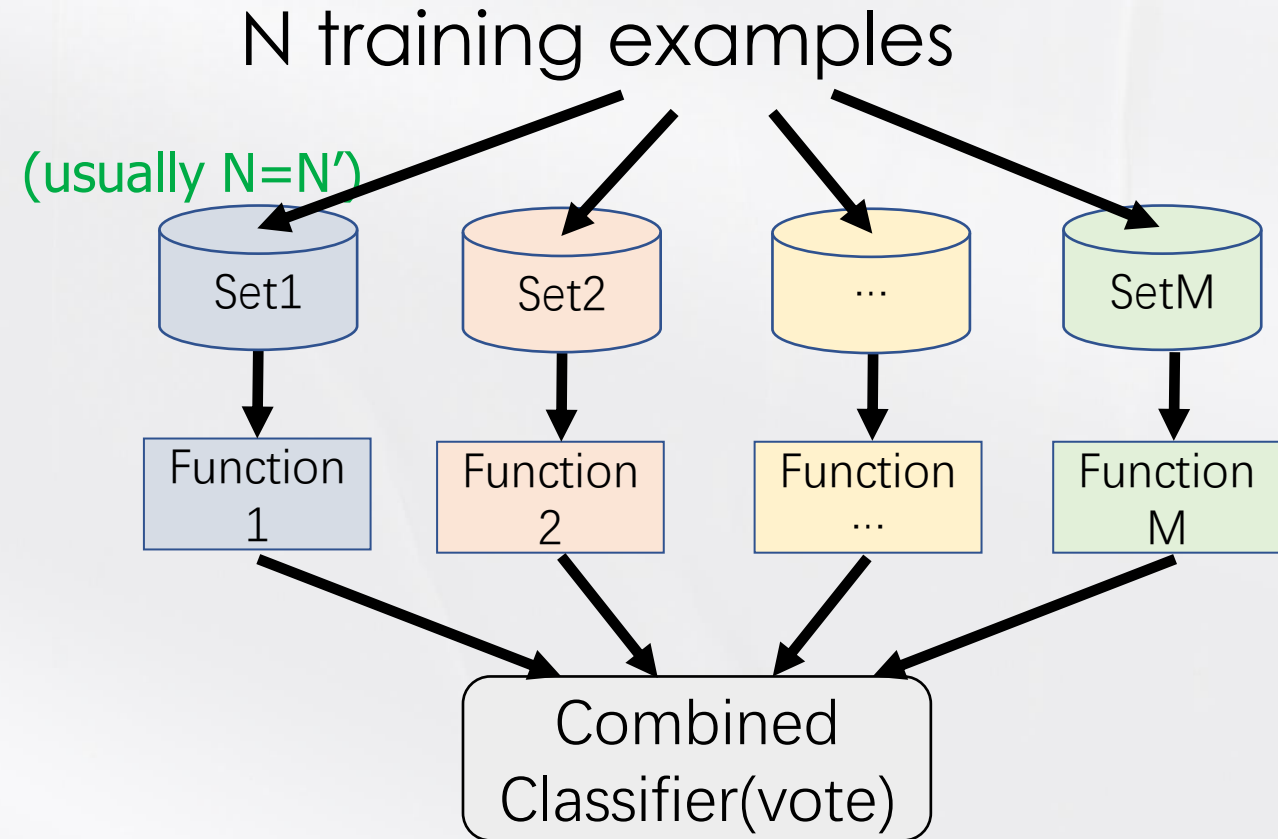 N training examples
(usually N=N')
Set1
Set2
...
SetM
Function
1
Function
2
Function
...
Function
M
Combined
Classifier(vote)